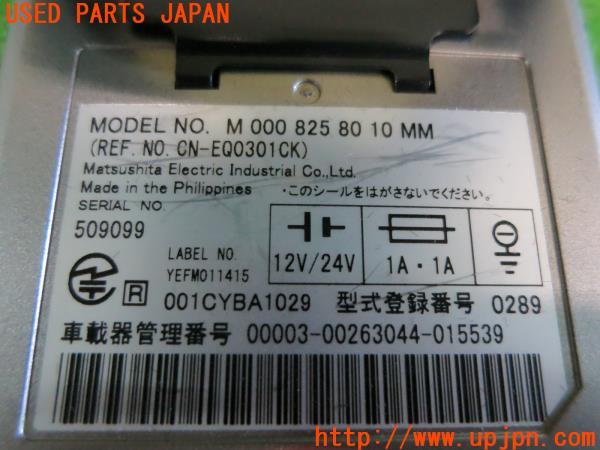 USED PARTS JAPAN
MODEL NO. M 000 825 80 10 MM
(REF. NO. CN-EQ0301CK)
Matsushita Electric Industrial Co.,Ltd.
Made in the Philippines ・このシールをはがさないでください。
SERIAL NO.
509099
LABEL NO.
YEFM011415
12V/24V 1A・1A
R 001CYBA1029 型式登録番号 0289
車載器管理番号 00003-00263044-015539
http://www.upjpn.com/